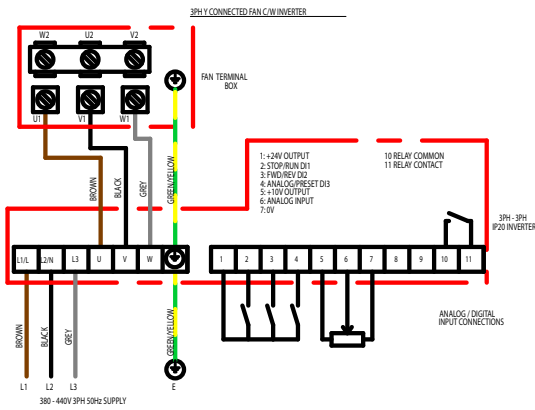 3PH Y CONNECTED FAN C/W INVERTER
W2 U2 V2
U1 V1 W1
FAN TERMINAL
BOX
BROWN
BLACK
GREY
GREEN/YELLOW
1: +24V OUTPUT
2: STOP/RUN DI1
3: FWD/REV DI2
4: ANALOG/PRESET DI3
5: +10V OUTPUT
6: ANALOG INPUT
7: 0V
10 RELAY COMMON
11 RELAY CONTACT
3PH - 3PH
IP20 INVERTER
L1/L L2/N L3 U V W
1 2 3 4 5 6 7 8 9 10 11
ANALOG / DIGITAL
INPUT CONNECTIONS
BROWN
BLACK
GREY
GREEN/YELLOW
L1 L2 L3 E
380 - 440V 3PH 50Hz SUPPLY